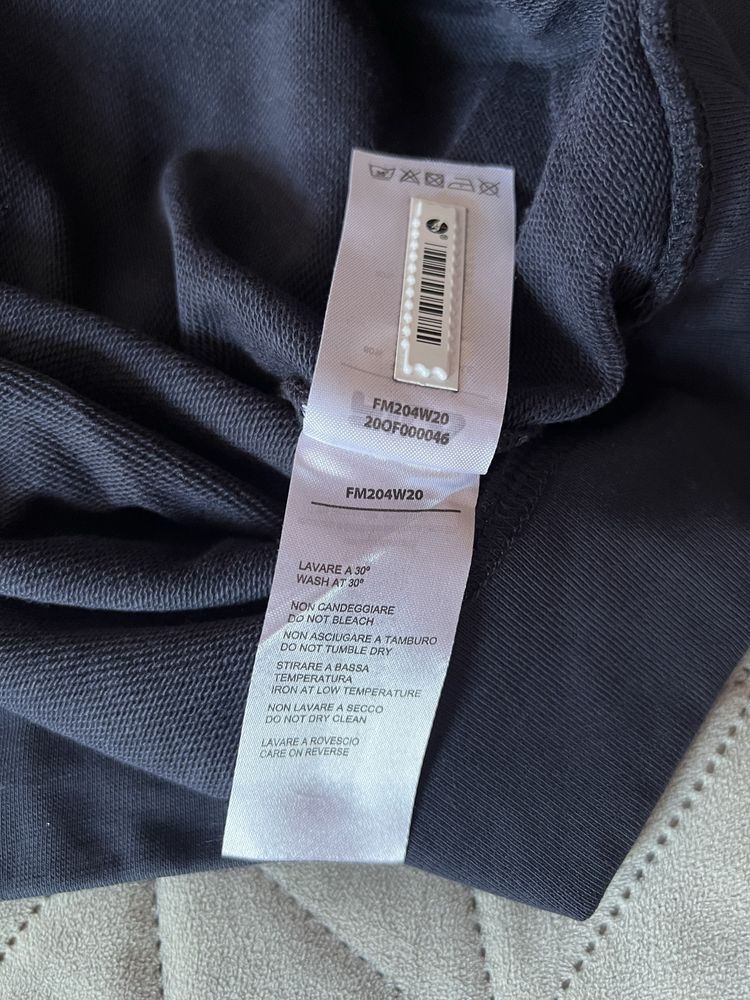 FM204W20
20OF000046
FM204W20
LAVARE A 30°
WASH AT 30°
NON CANDEGGIARE
DO NOT BLEACH
NON ASCIUGARE A TAMBURO
DO NOT TUMBLE DRY
STIRARE A BASSA
TEMPERATURA
IRON AT LOW TEMPERATURE
NON LAVARE A SECCO
DO NOT DRY CLEAN
LAVARE A ROVESCIO
CARE ON REVERSE